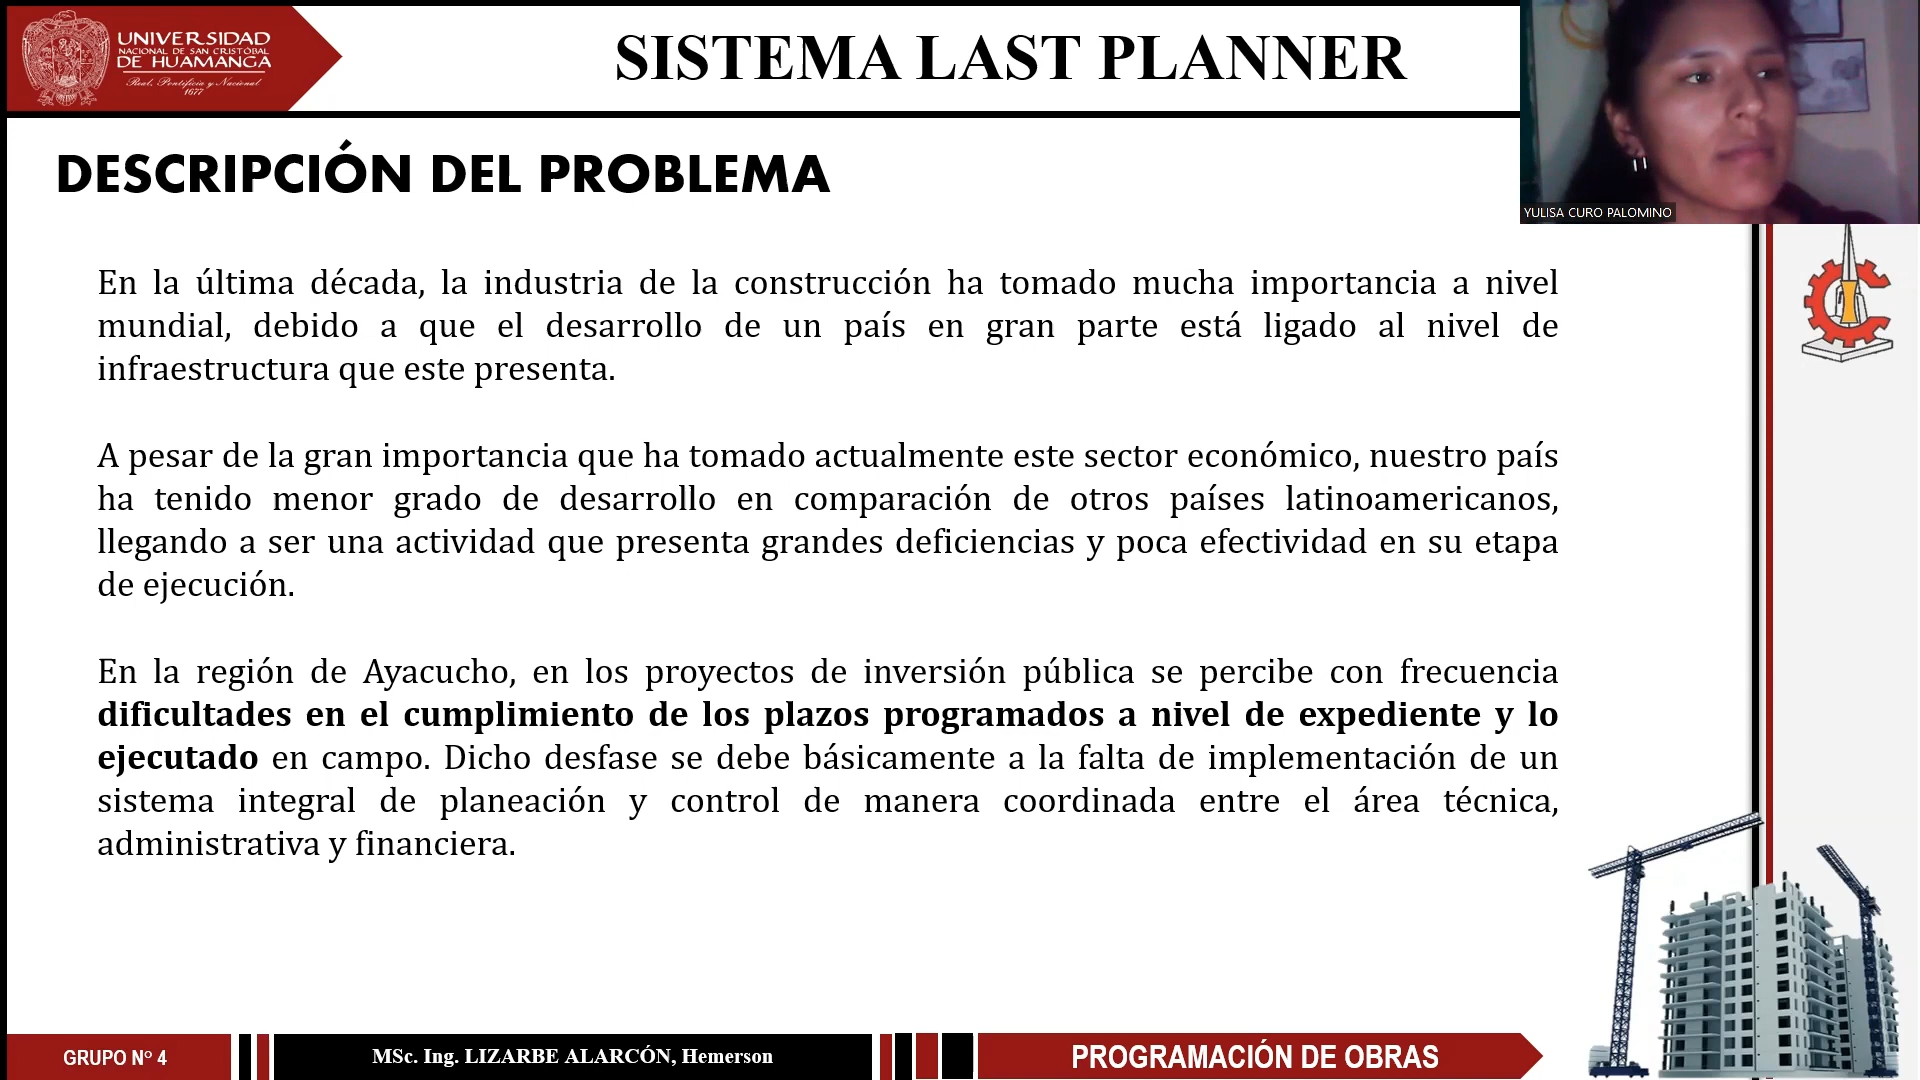 UNIVERSIDAD
NACIONAL DE SAN CRISTÓBAL
DE HUAMANGA
Real, Pontificia y Nacional
1677
SISTEMA LAST PLANNER
YULISA CURO PALOMINO
DESCRIPCIÓN DEL PROBLEMA
En la última década, la industria de la construcción ha tomado mucha importancia a nivel
mundial, debido a que el desarrollo de un país en gran parte está ligado al nivel de
infraestructura que este presenta.
A pesar de la gran importancia que ha tomado actualmente este sector económico, nuestro país
ha tenido menor grado de desarrollo en comparación de otros países latinoamericanos,
llegando a ser una actividad que presenta grandes deficiencias y poca efectividad en su etapa
de ejecución.
En la región de Ayacucho, en los proyectos de inversión pública se percibe con frecuencia
dificultades en el cumplimiento de los plazos programados a nivel de expediente y lo
ejecutado en campo. Dicho desfase se debe básicamente a la falta de implementación de un
sistema integral de planeación y control de manera coordinada entre el área técnica,
administrativa y financiera.
GRUPO N° 4
MSc. Ing. LIZARBE ALARCÓN, Hemerson
PROGRAMACIÓN DE OBRAS